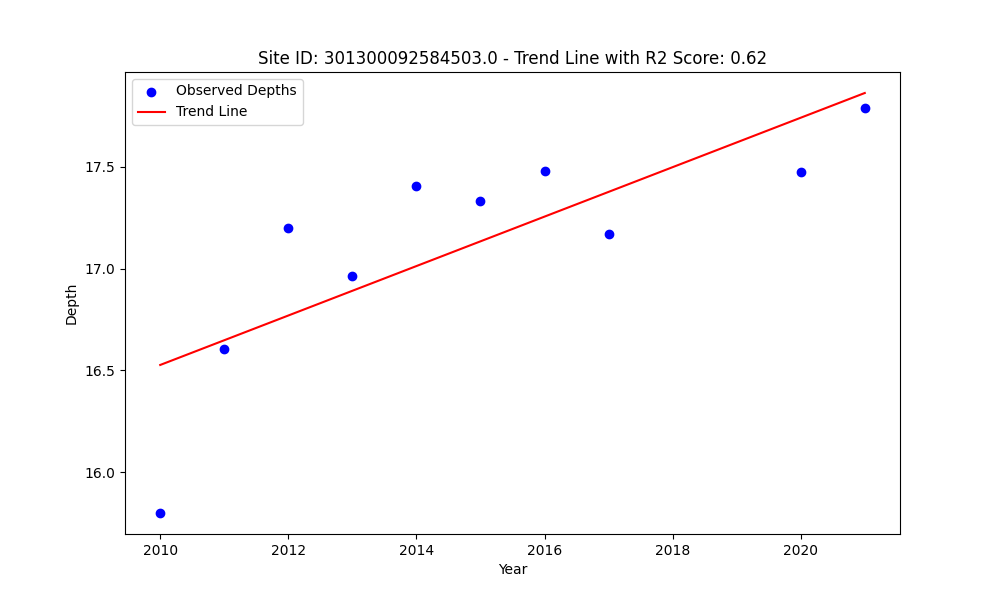 Site ID: 301300092584503.0 - Trend Line with R2 Score: 0.62
Observed Depths
Trend Line
17.5
17.0
16.5
16.0
Depth
2010 2012 2014 2016 2018 2020
Year